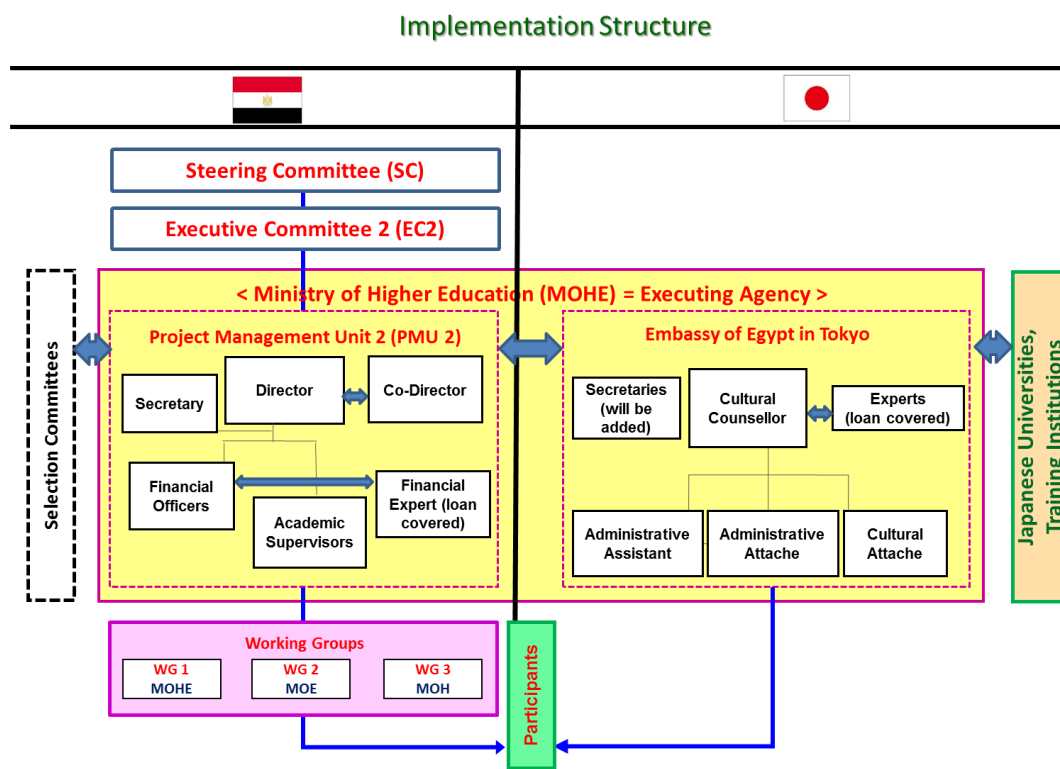 Implementation Structure
Steering Committee (SC)
Executive Committee 2 (EC2)
< Ministry of Higher Education (MOHE) = Executing Agency >
Selection Committees
Project Management Unit 2 (PMU 2)
Secretary
Director
Co-Director
Financial
Officers
Academic
Supervisors
Financial
Expert (loan
covered)
Embassy of Egypt in Tokyo
Secretaries
(will be
added)
Cultural
Counsellor
Experts
(loan covered)
Administrative
Assistant
Administrative
Attache
Cultural
Attache
Japanese Universities,
Training Institutions
Working Groups
WG 1
MOHE
WG 2
MOE
WG 3
MOH
Participants